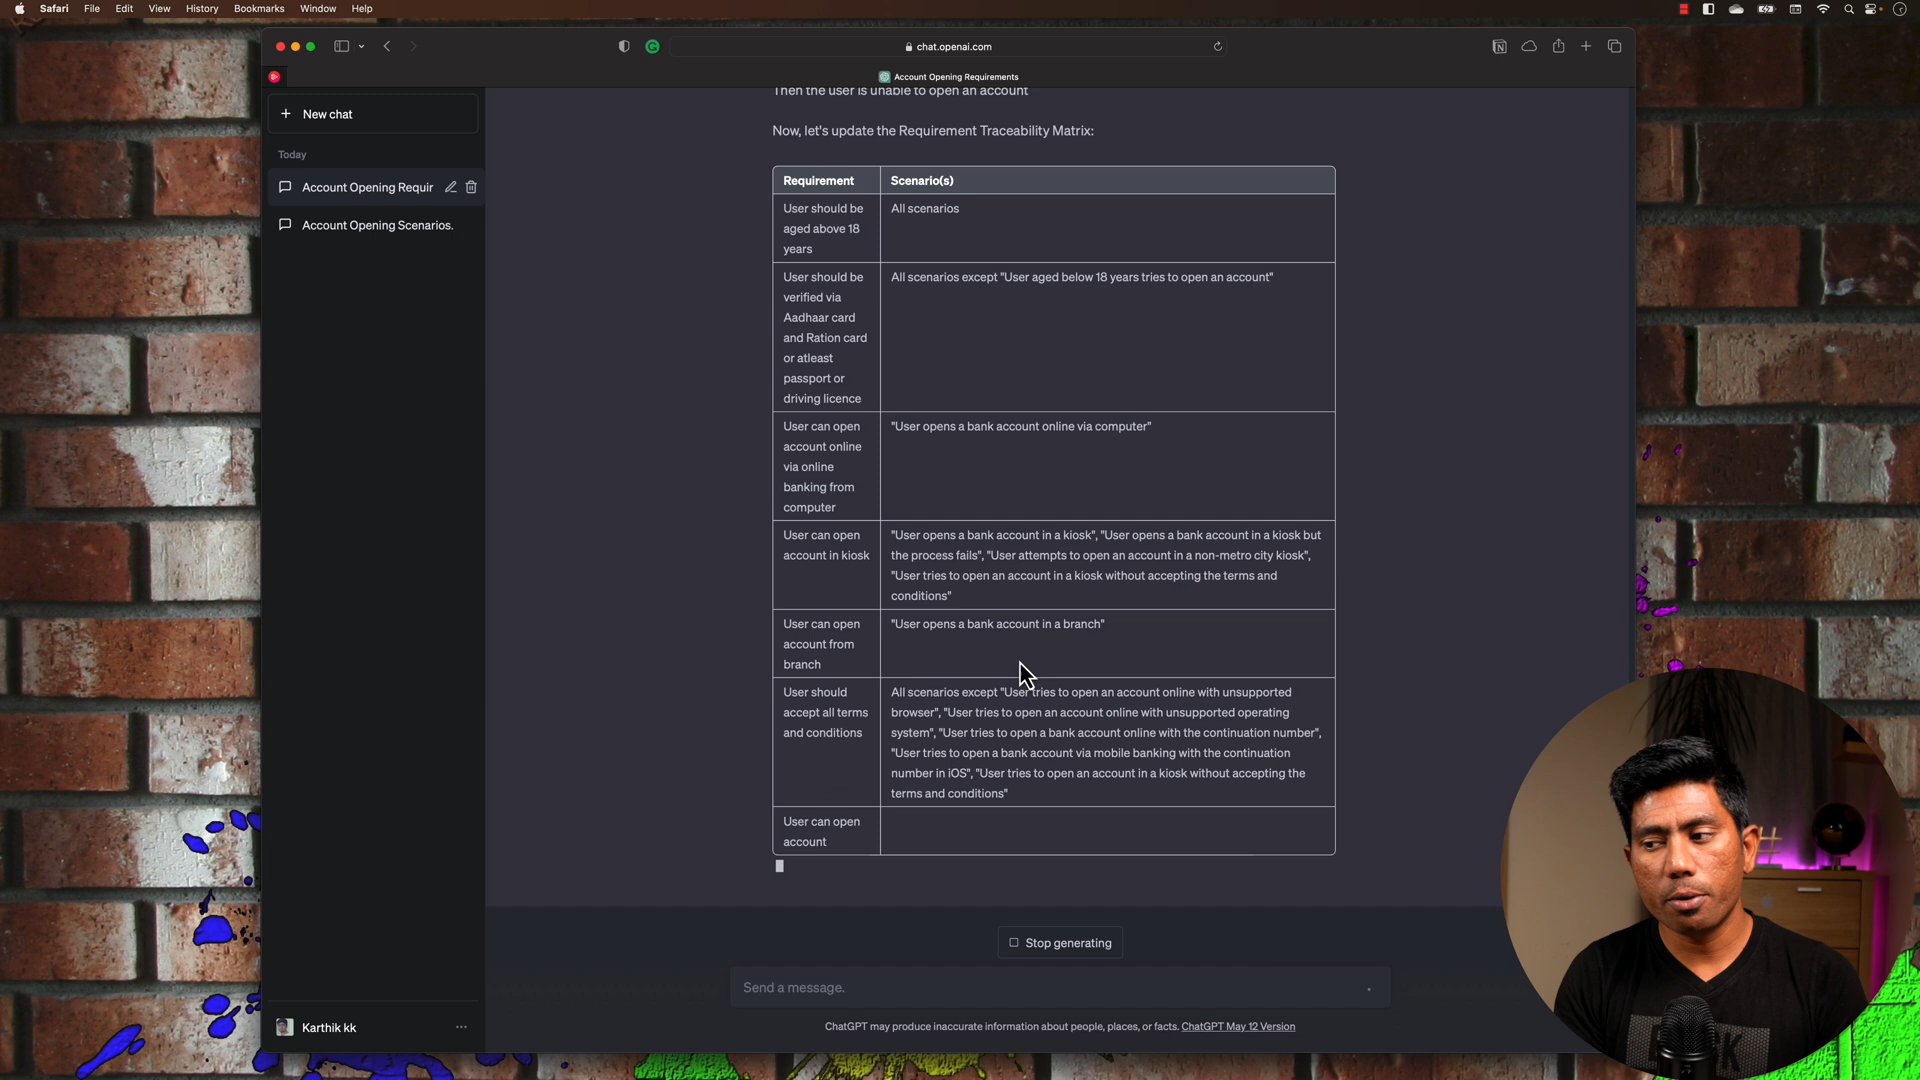 Safari File Edit View History Bookmarks Window Help
chat.openai.com
Account Opening Requirements
New chat
Today
Account Opening Requir
Account Opening Scenarios.
Karthik kk
Then the user is unable to open an account
Now, let's update the Requirement Traceability Matrix:
Requirement
Scenario(s)
User should be
aged above 18
years
All scenarios
User should be
verified via
Aadhaar card
and Ration card
or atleast
passport or
driving licence
All scenarios except "User aged below 18 years tries to open an account"
User can open
account online
via online
banking from
computer
"User opens a bank account online via computer"
User can open
account in kiosk
"User opens a bank account in a kiosk", "User opens a bank account in a kiosk but
the process fails", "User attempts to open an account in a non-metro city kiosk",
"User tries to open an account in a kiosk without accepting the terms and
conditions"
User can open
account from
branch
"User opens a bank account in a branch"
User should
accept all terms
and conditions
All scenarios except "User tries to open an account online with unsupported
browser", "User tries to open an account online with unsupported operating
system", "User tries to open a bank account online with the continuation number",
"User tries to open a bank account via mobile banking with the continuation
number in iOS", "User tries to open an account in a kiosk without accepting the
terms and conditions"
User can open
account
Stop generating
Send a message.
ChatGPT may produce inaccurate information about people, places, or facts. ChatGPT May 12 Version